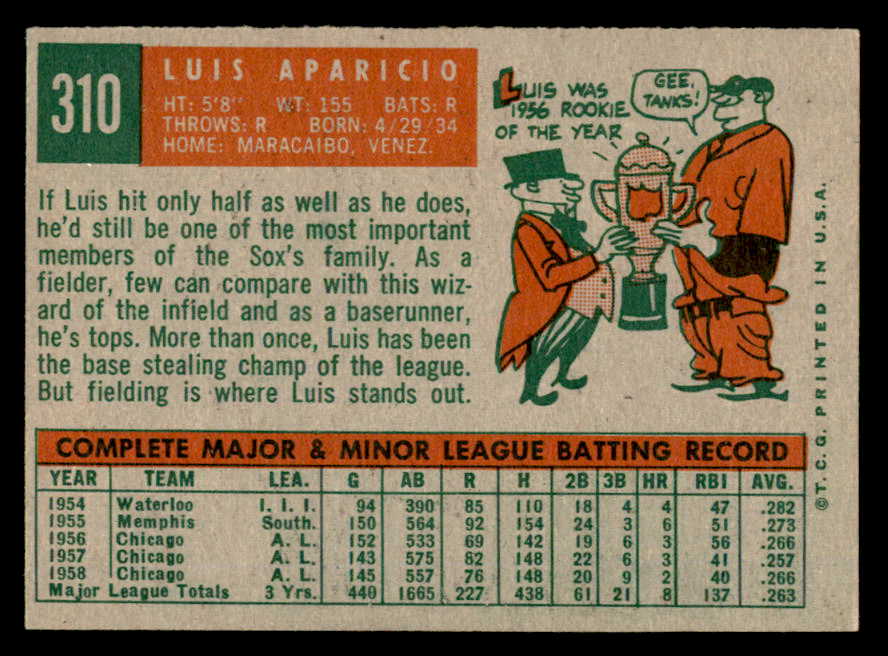 310
LUIS APARICIO
HT: 5'8" WT: 155 BATS: R
THROWS: R BORN: 4/29/34
HOME: MARACAIBO, VENEZ.
LUIS WAS
1956 ROOKIE
OF THE YEAR
GEE,
TANKS!
If Luis hit only half as well as he does,
he'd still be one of the most important
members of the Sox's family. As a
fielder, few can compare with this wiz-
ard of the infield and as a baserunner,
he's tops. More than once, Luis has been
the base stealing champ of the league.
But fielding is where Luis stands out.
COMPLETE MAJOR & MINOR LEAGUE BATTING RECORD
YEAR TEAM LEA. G AB R H 2B 3B HR RBI AVG.
1954 Waterloo I. I. I. 94 390 85 110 18 4 4 47 .282
1955 Memphis South. 150 564 92 154 24 3 6 51 .273
1956 Chicago A. L. 152 533 69 142 19 6 3 56 .266
1957 Chicago A. L. 143 575 82 148 22 6 3 41 .257
1958 Chicago A. L. 145 557 76 148 20 9 2 40 .266
Major League Totals 3 Yrs. 440 1665 227 438 61 21 8 137 .263
© T. C. G. PRINTED IN U.S.A.